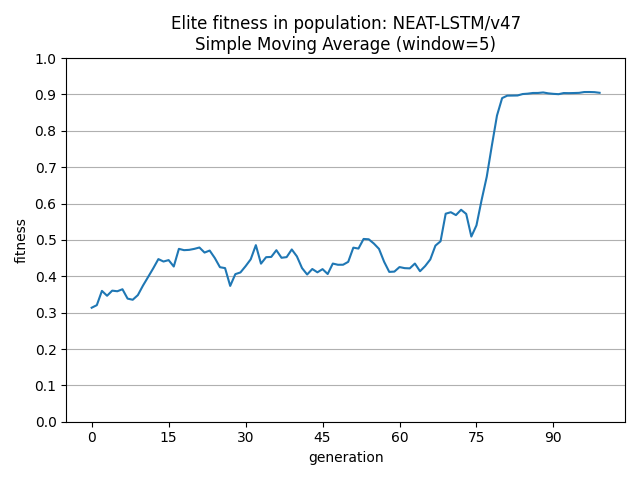 Elite fitness in population: NEAT-LSTM/v47
Simple Moving Average (window=5)
1.0
0.9
0.8
0.7
0.6
0.5
0.4
0.3
0.2
0.1
0.0
fitness
0 15 30 45 60 75 90
generation